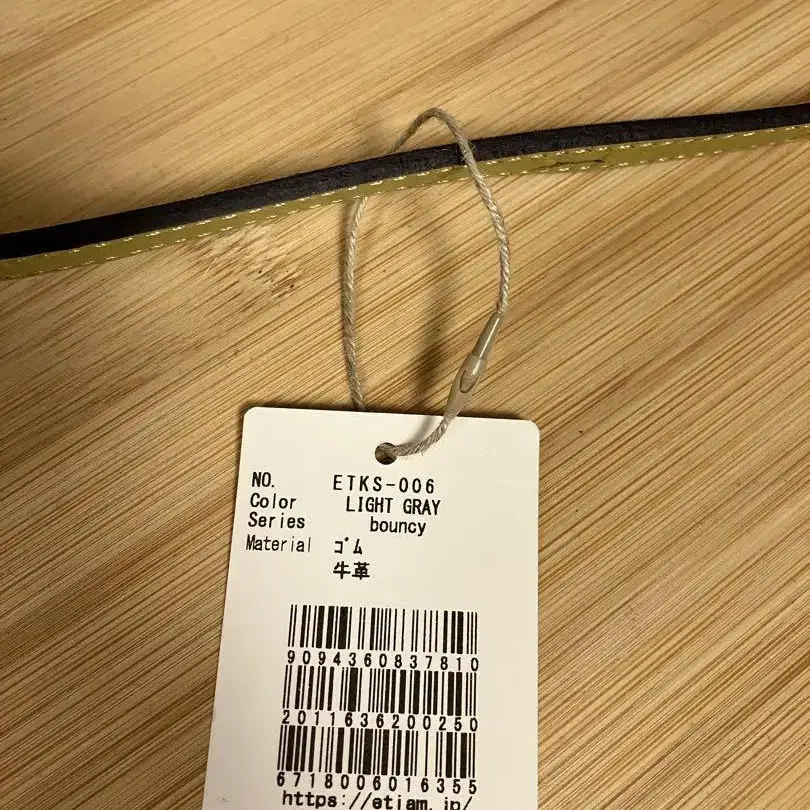 NO. ETKS-006
Color LIGHT GRAY
Series bouncy
Material ゴム
牛革
9094360837810
2011636200250
6718006016355
https://etiam.jp/